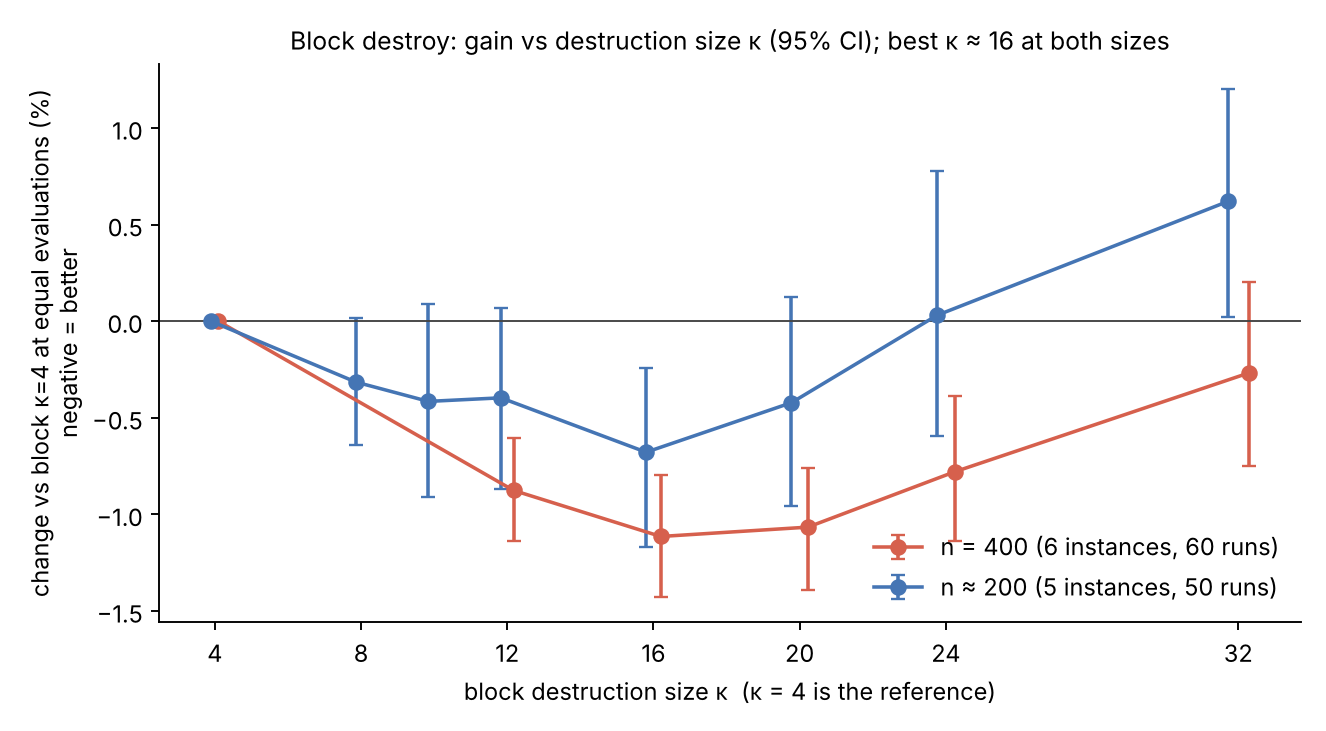 Block destroy: gain vs destruction size κ (95% CI); best κ ≈ 16 at both sizes
change vs block κ=4 at equal evaluations (%)
negative = better
1.0
0.5
0.0
−0.5
−1.0
−1.5
n = 400 (6 instances, 60 runs)
n ≈ 200 (5 instances, 50 runs)
4 8 12 16 20 24 32
block destruction size κ (κ = 4 is the reference)